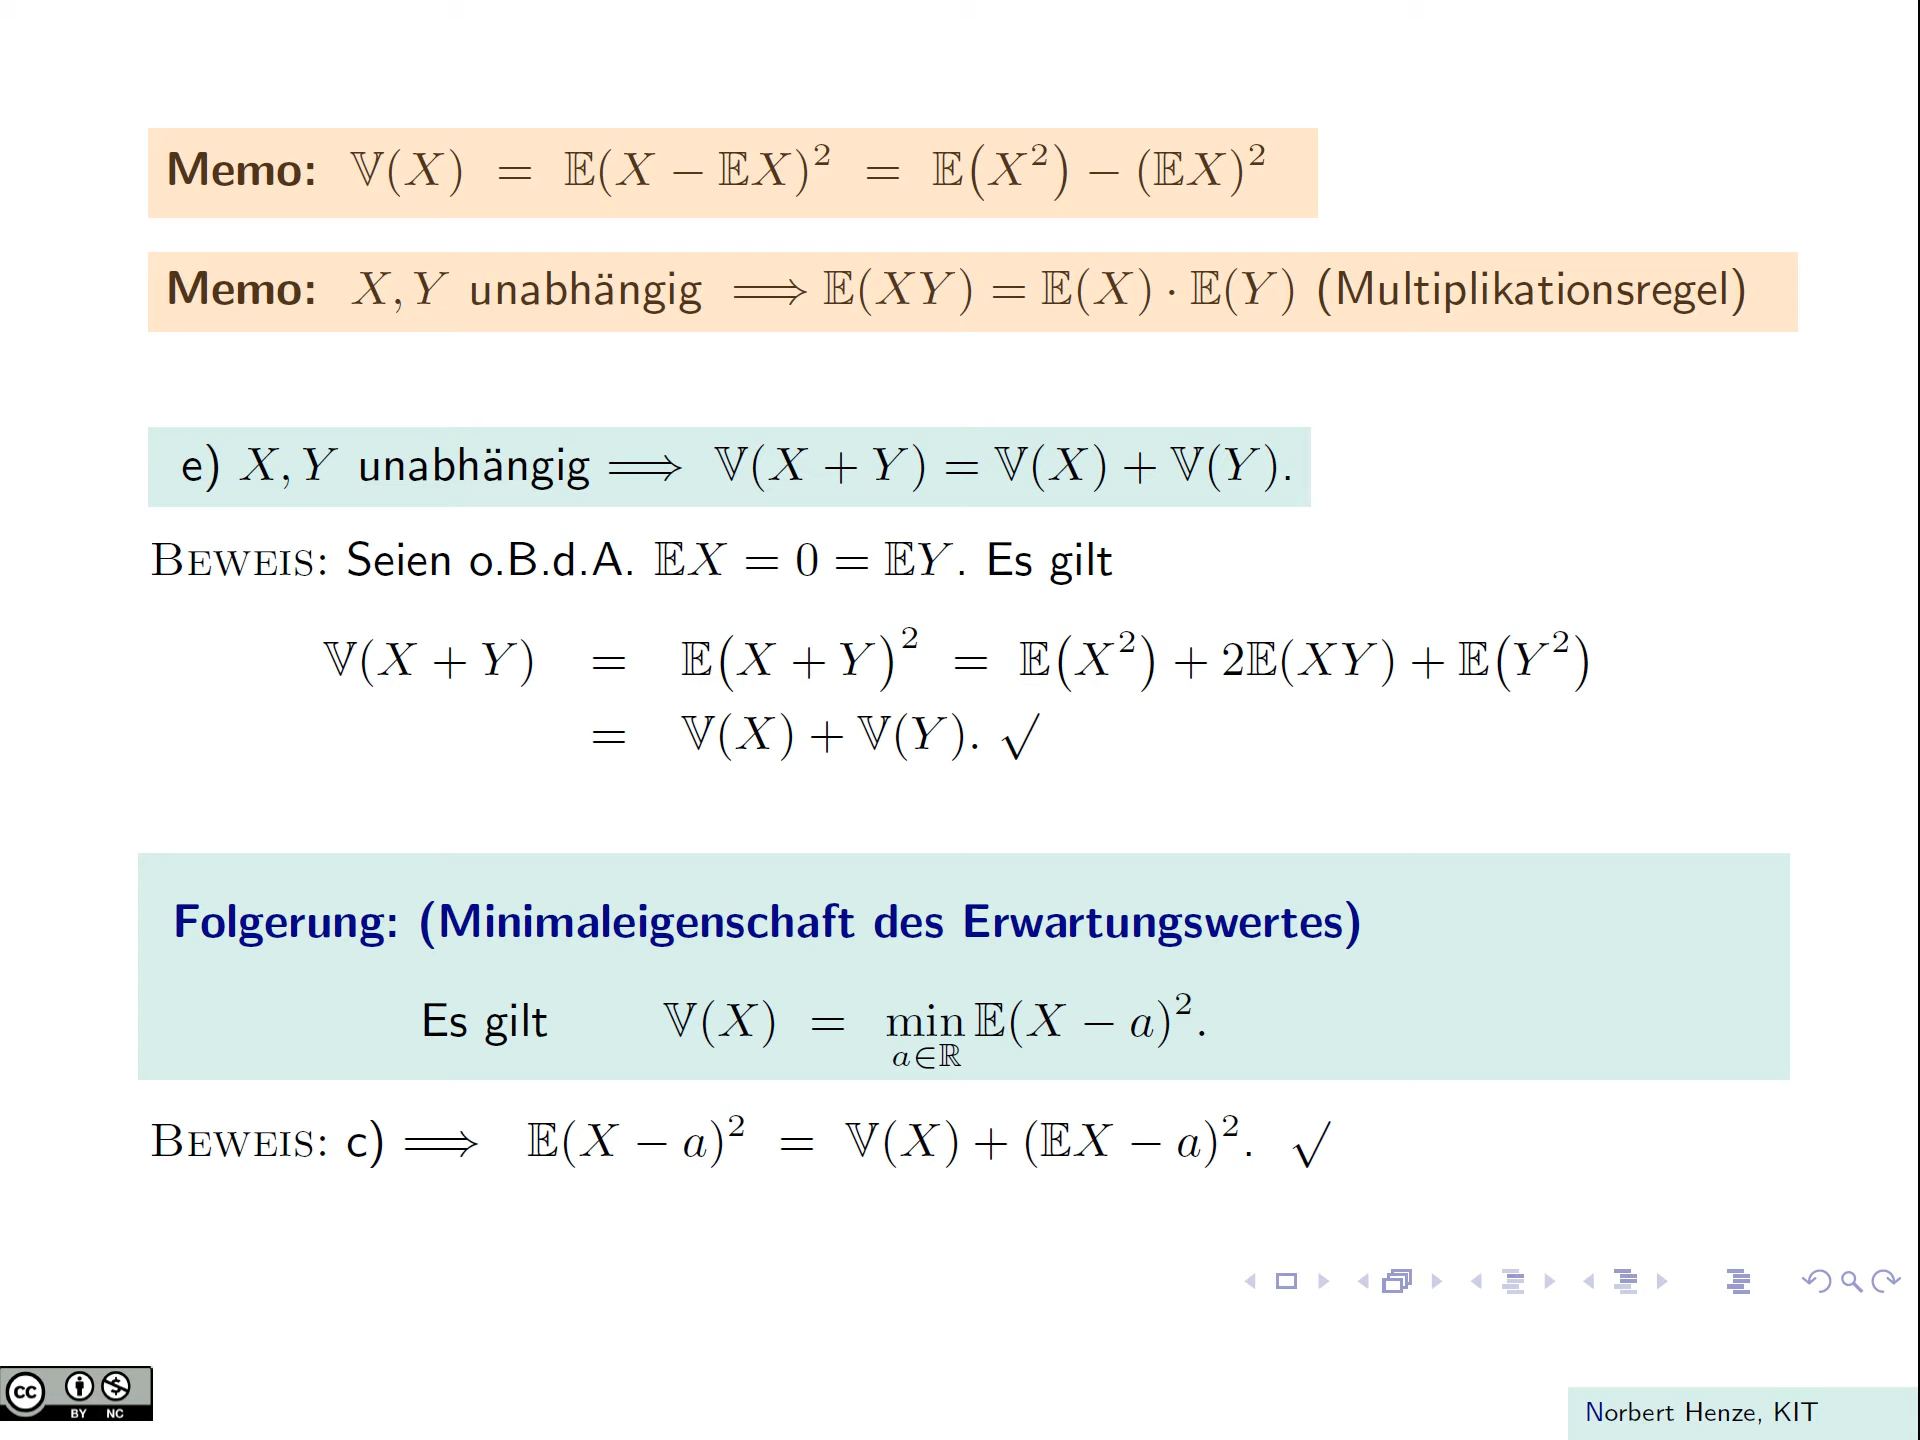 Memo: 𝕍(X) = 𝔼(X − 𝔼X)² = 𝔼(X²) − (𝔼X)²
Memo: X, Y unabhängig ⟹ 𝔼(XY) = 𝔼(X) · 𝔼(Y) (Multiplikationsregel)
e) X, Y unabhängig ⟹ 𝕍(X + Y) = 𝕍(X) + 𝕍(Y).
Beweis: Seien o.B.d.A. 𝔼X = 0 = 𝔼Y. Es gilt
𝕍(X + Y) = 𝔼(X + Y)² = 𝔼(X²) + 2𝔼(XY) + 𝔼(Y²)
= 𝕍(X) + 𝕍(Y). √
Folgerung: (Minimaleigenschaft des Erwartungswertes)
Es gilt 𝕍(X) = min 𝔼(X − a)².
a∈ℝ
Beweis: c) ⟹ 𝔼(X − a)² = 𝕍(X) + (𝔼X − a)². √
cc BY NC
Norbert Henze, KIT